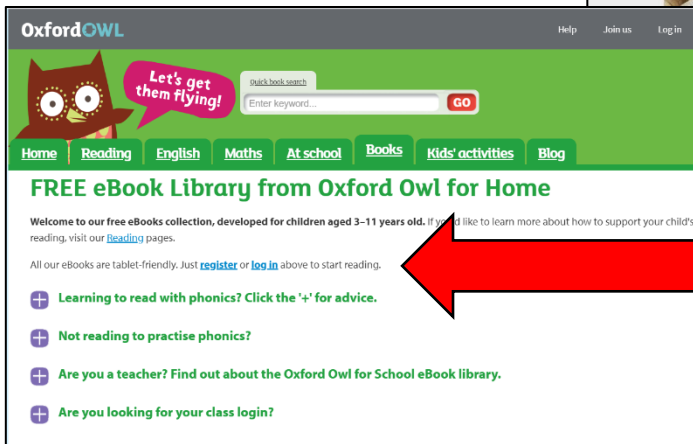 OxfordOWL
Help Join us Log in
Let's get
them flying!
Quick book search
Enter keyword...
GO
Home Reading English Maths At school Books Kids' activities Blog
FREE eBook Library from Oxford Owl for Home
Welcome to our free eBooks collection, developed for children aged 3–11 years old. If you'd like to learn more about how to support your child's
reading, visit our Reading pages.
All our eBooks are tablet-friendly. Just register or log in above to start reading.
Learning to read with phonics? Click the '+' for advice.
Not reading to practise phonics?
Are you a teacher? Find out about the Oxford Owl for School eBook library.
Are you looking for your class login?